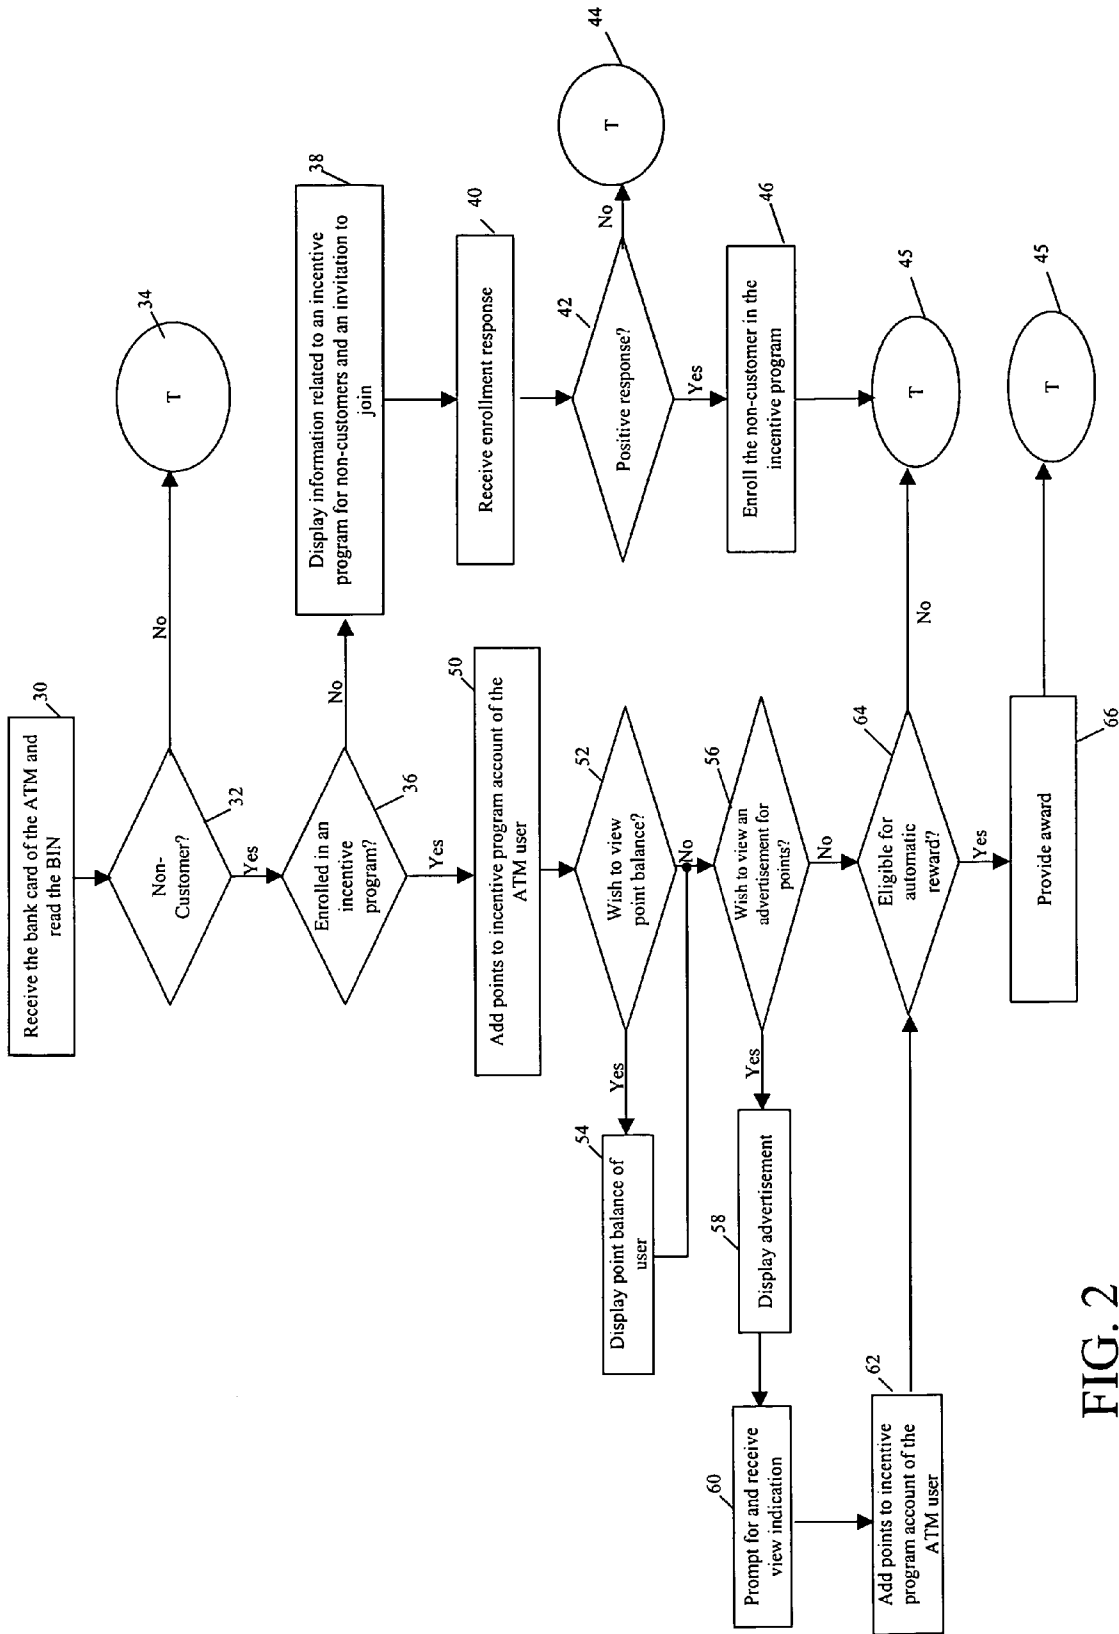 30
Receive the bank card of the ATM and
read the BIN
Non-
Customer?
32
No
34
T
Yes
Enrolled in an
incentive
program?
36
No
38
Display information related to an incentive
program for non-customers and an invitation to
join
40
Receive enrollment response
42
Positive response?
No
44
T
Yes
46
Enroll the non-customer in the
incentive program
45
T
Yes
50
Add points to incentive program account of the
ATM user
52
Wish to view
point balance?
Yes
54
Display point balance of
user
No
56
Wish to view an
advertisement for
points?
Yes
58
Display advertisement
60
Prompt for and receive
view indication
62
Add points to incentive
program account of the
ATM user
No
64
Eligible for
automatic
reward?
No
Yes
66
Provide award
45
T
FIG. 2